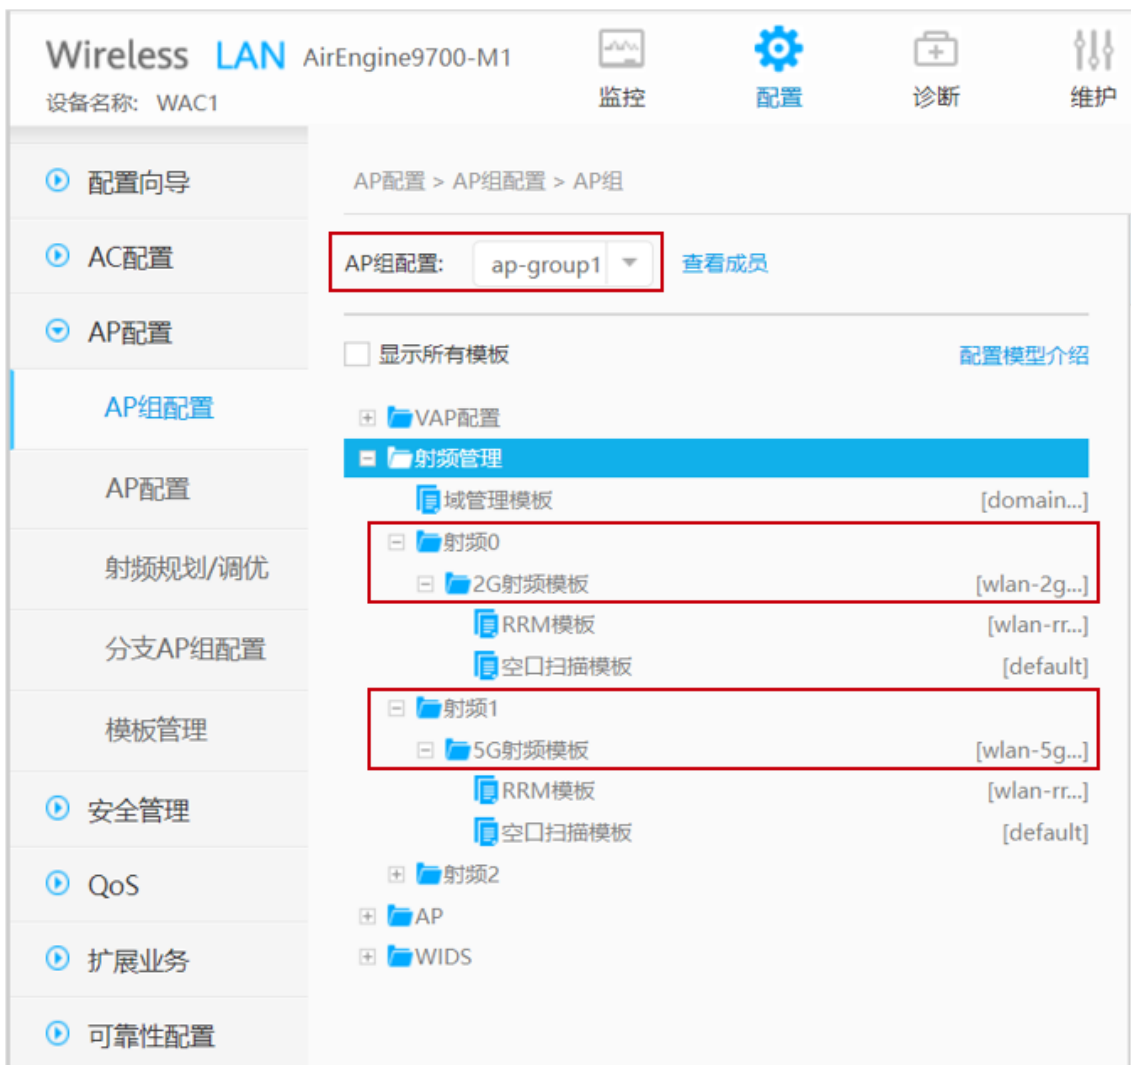 Wireless LAN AirEngine9700-M1
设备名称: WAC1
监控
配置
诊断
维护
配置向导
AC配置
AP配置
AP组配置
AP配置
射频规划/调优
分支AP组配置
模板管理
安全管理
QoS
扩展业务
可靠性配置
AP配置 > AP组配置 > AP组
AP组配置: ap-group1 查看成员
显示所有模板 配置模型介绍
VAP配置
射频管理
域管理模板 [domain...]
射频0
2G射频模板 [wlan-2g...]
RRM模板 [wlan-rr...]
空口扫描模板 [default]
射频1
5G射频模板 [wlan-5g...]
RRM模板 [wlan-rr...]
空口扫描模板 [default]
射频2
AP
WIDS